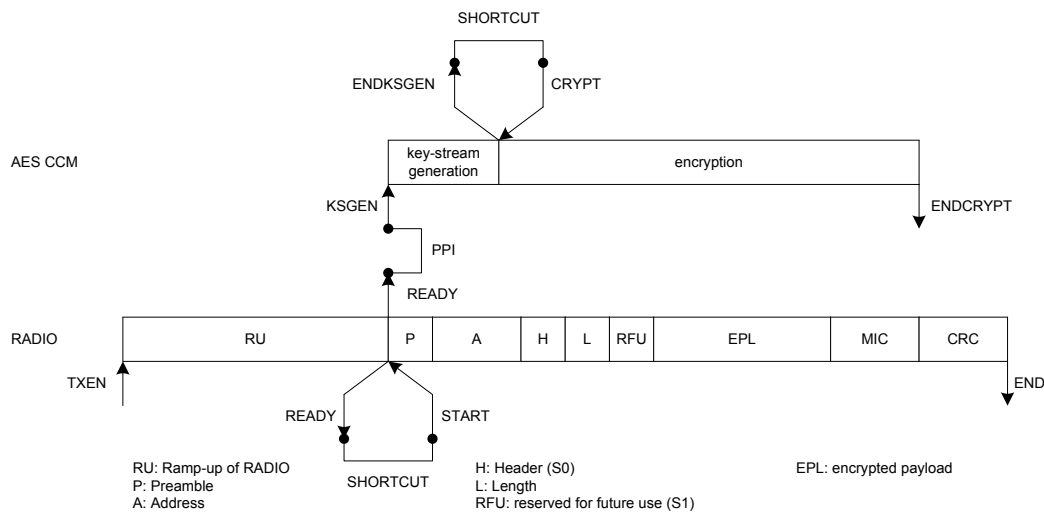 SHORTCUT
ENDKSGEN
CRYPT
AES CCM
key-stream
generation
encryption
KSGEN
ENDCRYPT
PPI
READY
RADIO
RU
P
A
H
L
RFU
EPL
MIC
CRC
TXEN
END
READY
START
SHORTCUT
RU: Ramp-up of RADIO
P: Preamble
A: Address
H: Header (S0)
L: Length
RFU: reserved for future use (S1)
EPL: encrypted payload